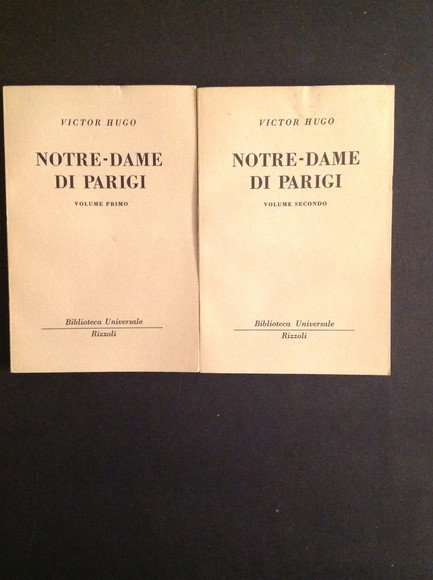 VICTOR HUGO
NOTRE-DAME
DI PARIGI
VOLUME PRIMO
Biblioteca Universale
Rizzoli
VICTOR HUGO
NOTRE-DAME
DI PARIGI
VOLUME SECONDO
Biblioteca Universale
Rizzoli